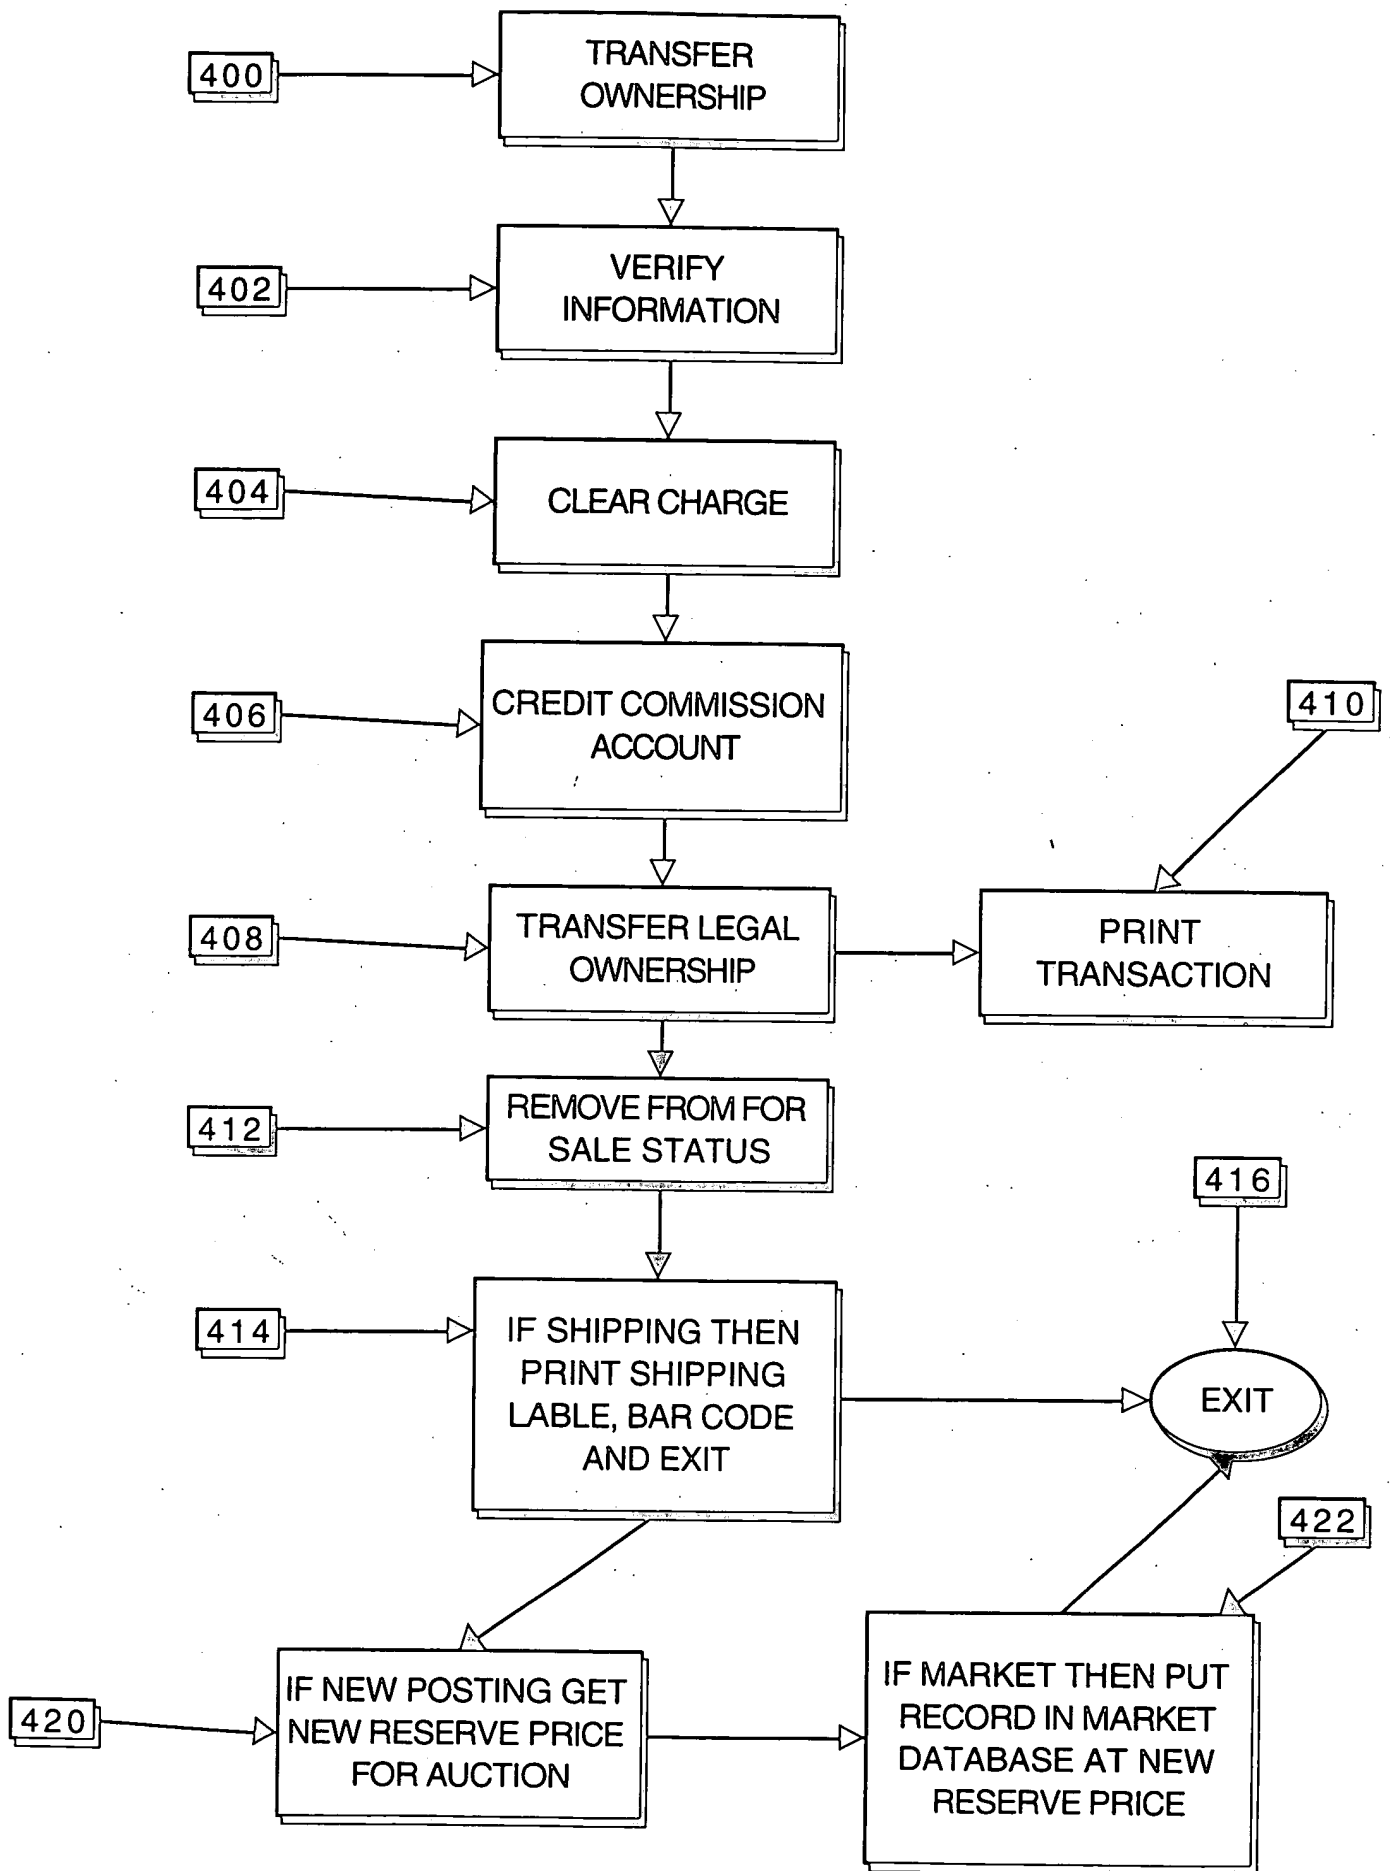 400
TRANSFER
OWNERSHIP
402
VERIFY
INFORMATION
404
CLEAR CHARGE
406
CREDIT COMMISSION
ACCOUNT
410
408
TRANSFER LEGAL
OWNERSHIP
PRINT
TRANSACTION
412
REMOVE FROM FOR
SALE STATUS
416
414
IF SHIPPING THEN
PRINT SHIPPING
LABLE, BAR CODE
AND EXIT
EXIT
422
420
IF NEW POSTING GET
NEW RESERVE PRICE
FOR AUCTION
IF MARKET THEN PUT
RECORD IN MARKET
DATABASE AT NEW
RESERVE PRICE